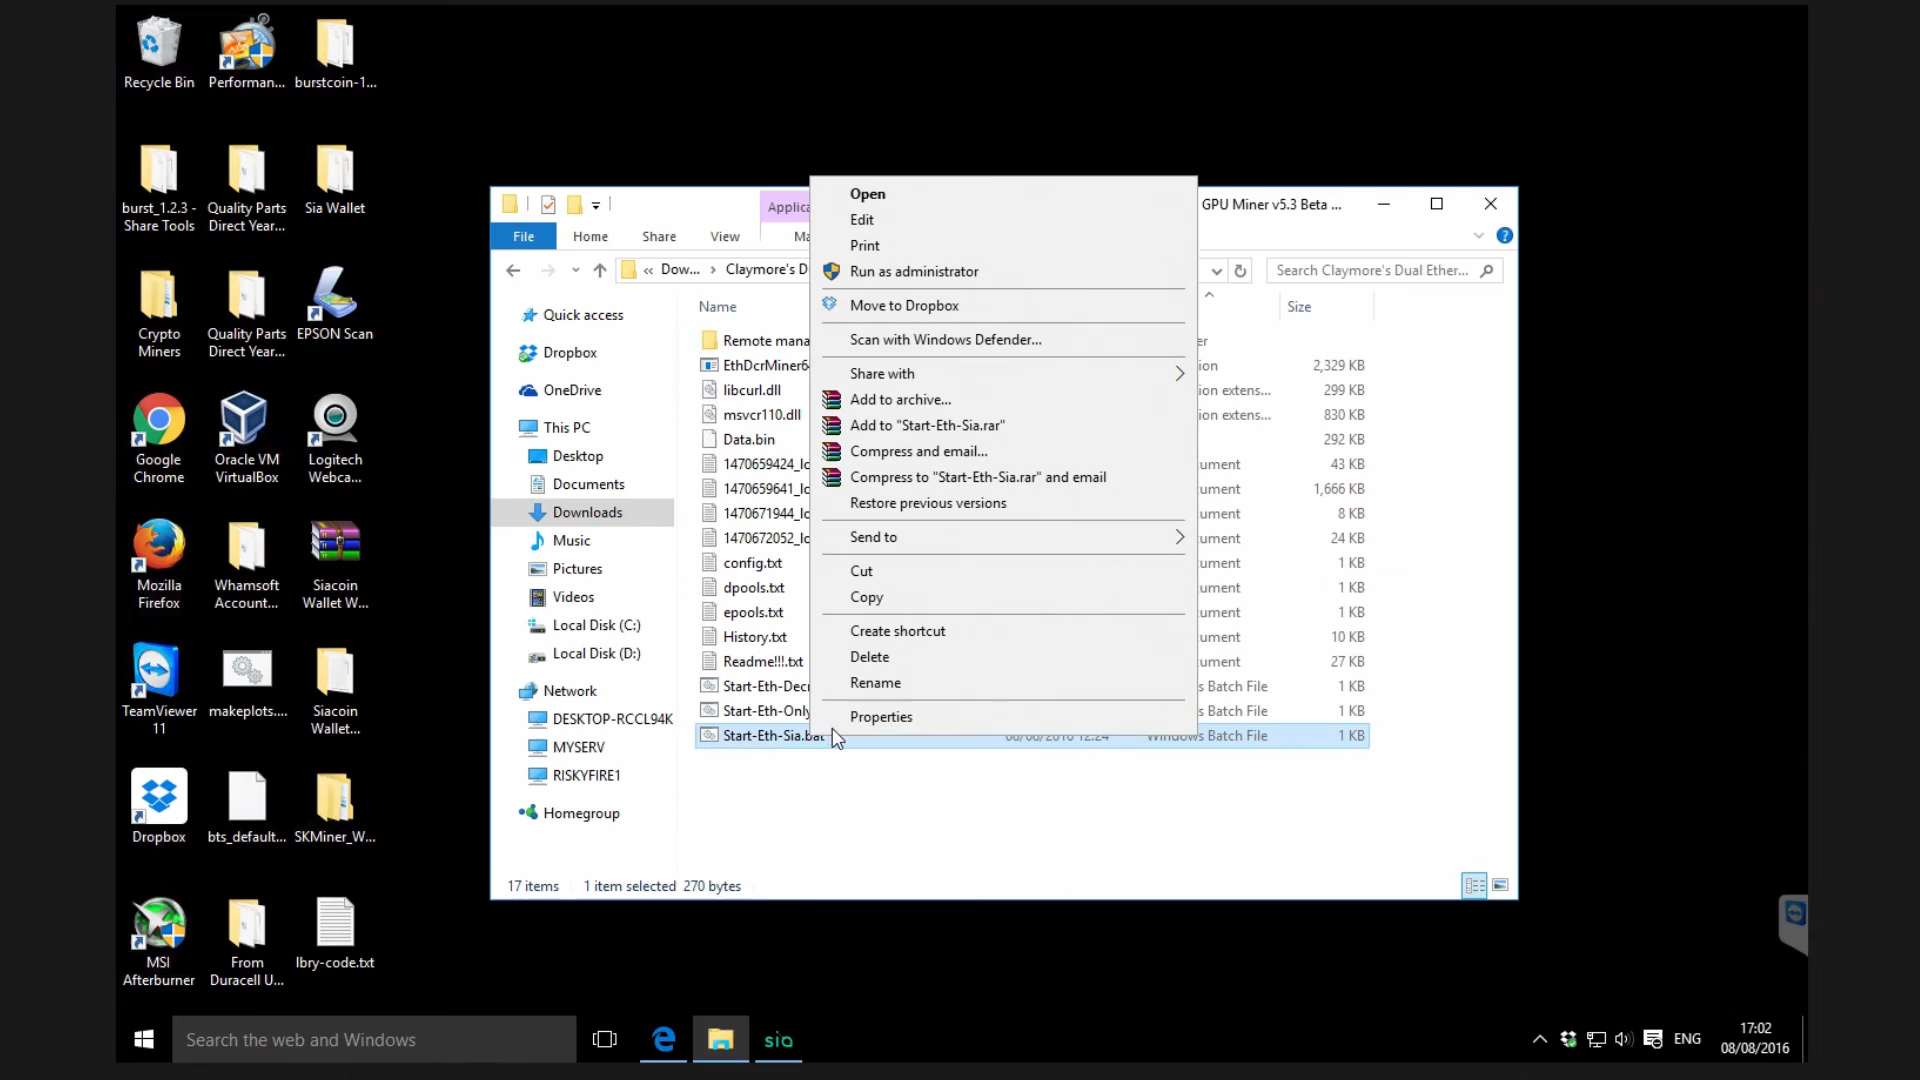 Recycle Bin
Performan...
burstcoin-1...
burst_1.2.3 -
Share Tools
Quality Parts
Direct Year...
Sia Wallet
Crypto
Miners
Quality Parts
Direct Year...
EPSON Scan
Google
Chrome
Oracle VM
VirtualBox
Logitech
Webca...
Mozilla
Firefox
Whamsoft
Account...
Siacoin
Wallet W...
TeamViewer
11
makeplots....
Siacoin
Wallet...
Dropbox
bts_default...
SKMiner_W...
MSI
Afterburner
From
Duracell U...
lbry-code.txt
Applica
GPU Miner v5.3 Beta ...
File
Home
Share
View
Ma
« Dow... > Claymore's D
Search Claymore's Dual Ether...
Quick access
Dropbox
OneDrive
This PC
Desktop
Documents
Downloads
Music
Pictures
Videos
Local Disk (C:)
Local Disk (D:)
Network
DESKTOP-RCCL94K
MYSERV
RISKYFIRE1
Homegroup
Name
Size
Remote mana
er
EthDcrMiner6
ion
2,329 KB
libcurl.dll
ion extens...
299 KB
msvcr110.dll
ion extens...
830 KB
Data.bin
292 KB
1470659424_lo
ument
43 KB
1470659641_lo
ument
1,666 KB
1470671944_lo
ument
8 KB
1470672052_lo
ument
24 KB
config.txt
ument
1 KB
dpools.txt
ument
1 KB
epools.txt
ument
1 KB
History.txt
ument
10 KB
Readme!!!.txt
ument
27 KB
Start-Eth-Decr
s Batch File
1 KB
Start-Eth-Only
s Batch File
1 KB
Start-Eth-Sia.bat
08/08/2016 12:24
Windows Batch File
1 KB
Open
Edit
Print
Run as administrator
Move to Dropbox
Scan with Windows Defender...
Share with
Add to archive...
Add to "Start-Eth-Sia.rar"
Compress and email...
Compress to "Start-Eth-Sia.rar" and email
Restore previous versions
Send to
Cut
Copy
Create shortcut
Delete
Rename
Properties
17 items
1 item selected 270 bytes
Search the web and Windows
sia
ENG
17:02
08/08/2016